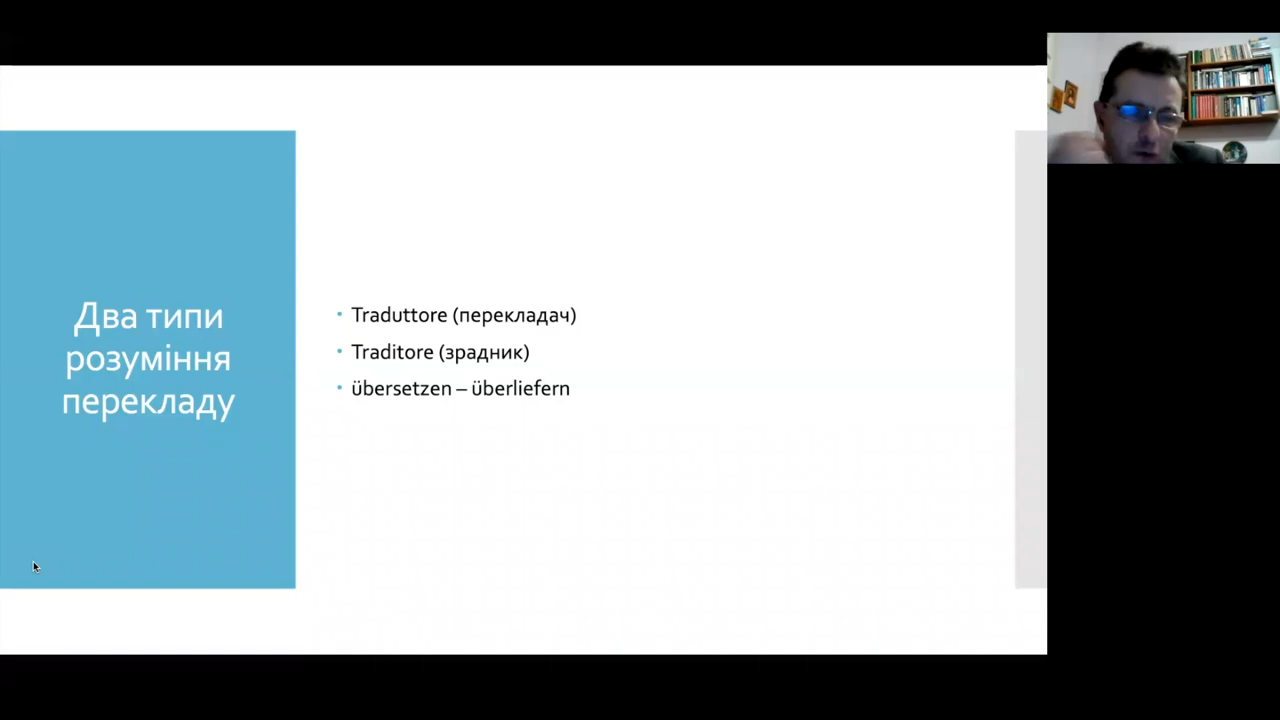 Два типи
розуміння
перекладу
• Traduttore (перекладач)
• Traditore (зрадник)
• übersetzen – überliefern